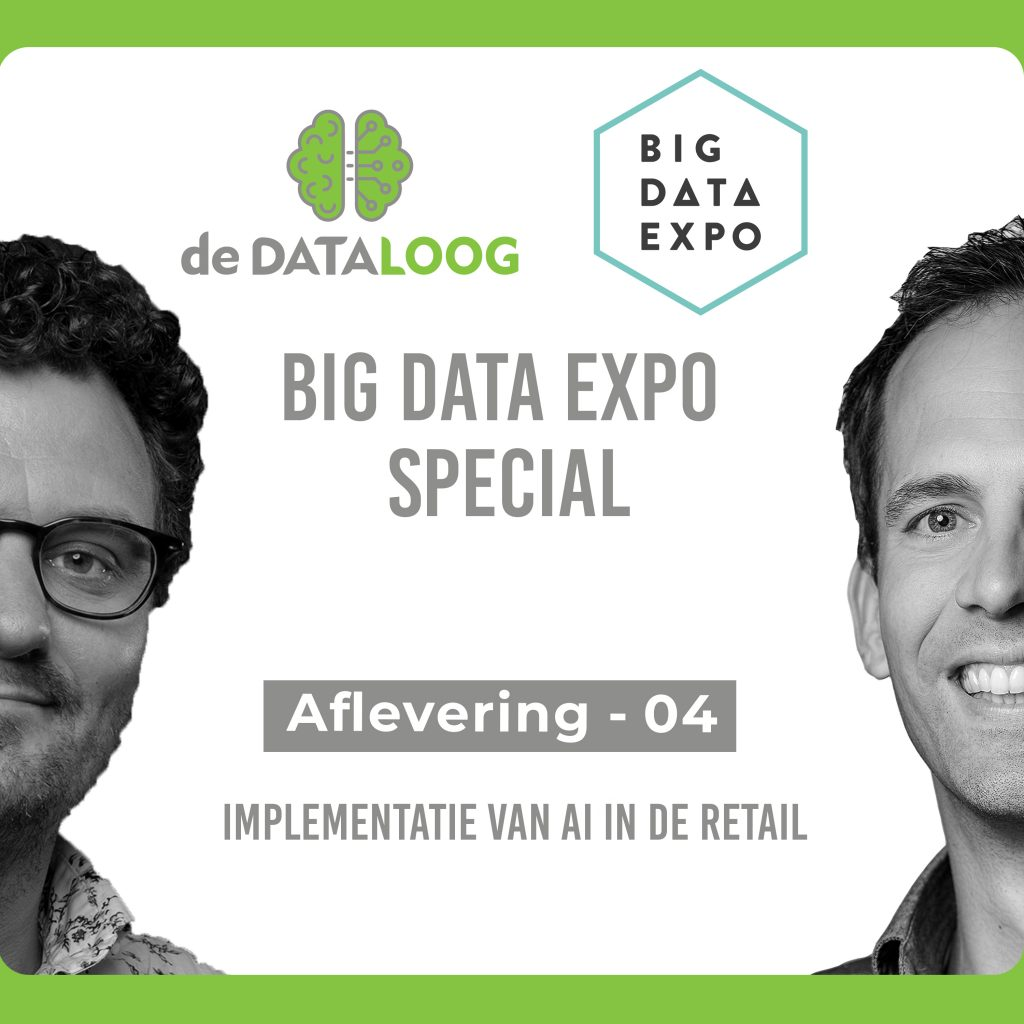 de DATALOOG
BIG
DATA
EXPO
BIG DATA EXPO
SPECIAL
Aflevering - 04
IMPLEMENTATIE VAN AI IN DE RETAIL